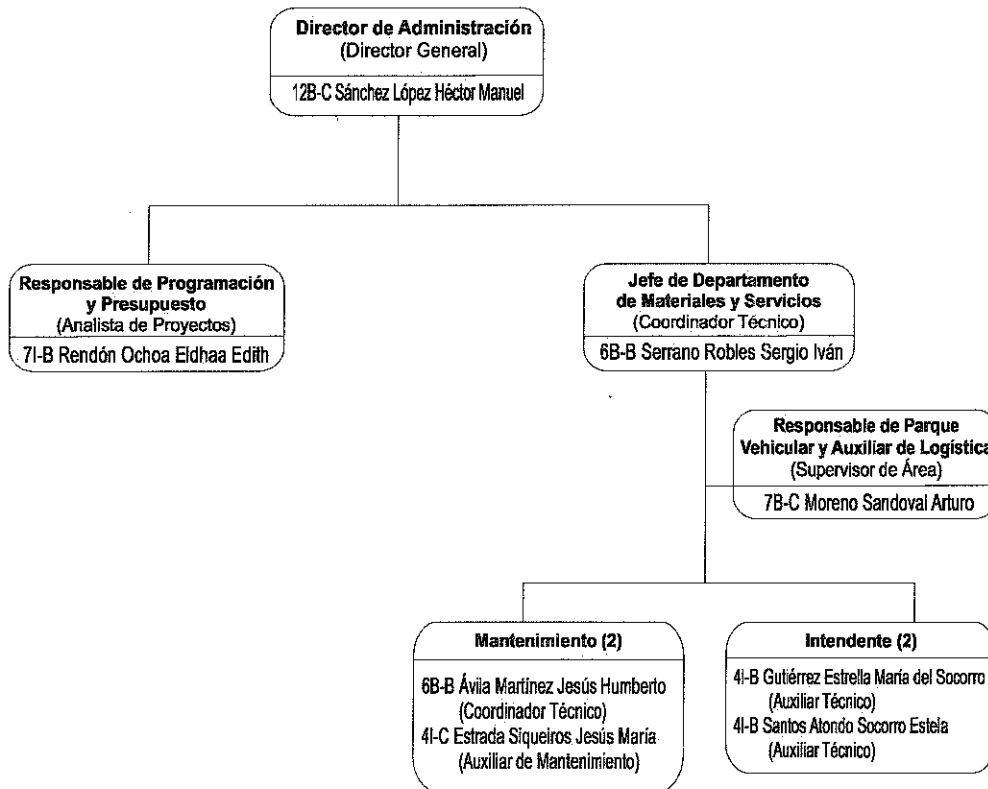 Director de Administración
(Director General)
12B-C Sánchez López Héctor Manuel
Responsable de Programación
y Presupuesto
(Analista de Proyectos)
7I-B Rendón Ochoa Eldhaa Edith
Jefe de Departamento
de Materiales y Servicios
(Coordinador Técnico)
6B-B Serrano Robles Sergio Iván
Responsable de Parque
Vehicular y Auxiliar de Logística
(Supervisor de Área)
7B-C Moreno Sandoval Arturo
Mantenimiento (2)
6B-B Ávila Martínez Jesús Humberto
(Coordinador Técnico)
4I-C Estrada Siqueiros Jesús María
(Auxiliar de Mantenimiento)
Intendente (2)
4I-B Gutiérrez Estrella María del Socorro
(Auxiliar Técnico)
4I-B Santos Atondo Socorro Estela
(Auxiliar Técnico)